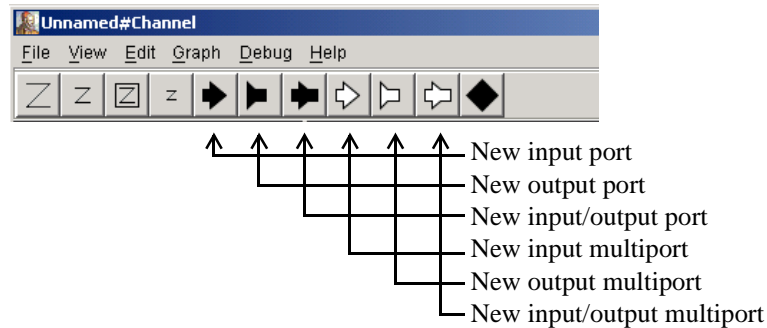 Unnamed#Channel
File View Edit Graph Debug Help
Z Z Z Z
New input port
New output port
New input/output port
New input multiport
New output multiport
New input/output multiport